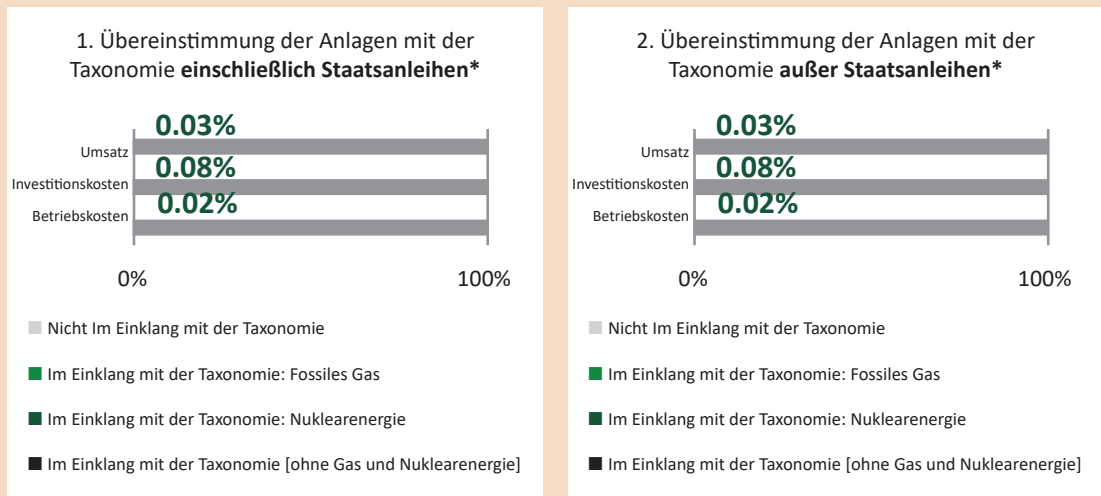 1. Übereinstimmung der Anlagen mit der
Taxonomie einschließlich Staatsanleihen*
0.03%
Umsatz
0.08%
Investitionskosten
0.02%
Betriebskosten
0%
100%
Nicht Im Einklang mit der Taxonomie
Im Einklang mit der Taxonomie: Fossiles Gas
Im Einklang mit der Taxonomie: Nuklearenergie
Im Einklang mit der Taxonomie [ohne Gas und Nuklearenergie]
2. Übereinstimmung der Anlagen mit der
Taxonomie außer Staatsanleihen*
0.03%
Umsatz
0.08%
Investitionskosten
0.02%
Betriebskosten
0%
100%
Nicht Im Einklang mit der Taxonomie
Im Einklang mit der Taxonomie: Fossiles Gas
Im Einklang mit der Taxonomie: Nuklearenergie
Im Einklang mit der Taxonomie [ohne Gas und Nuklearenergie]